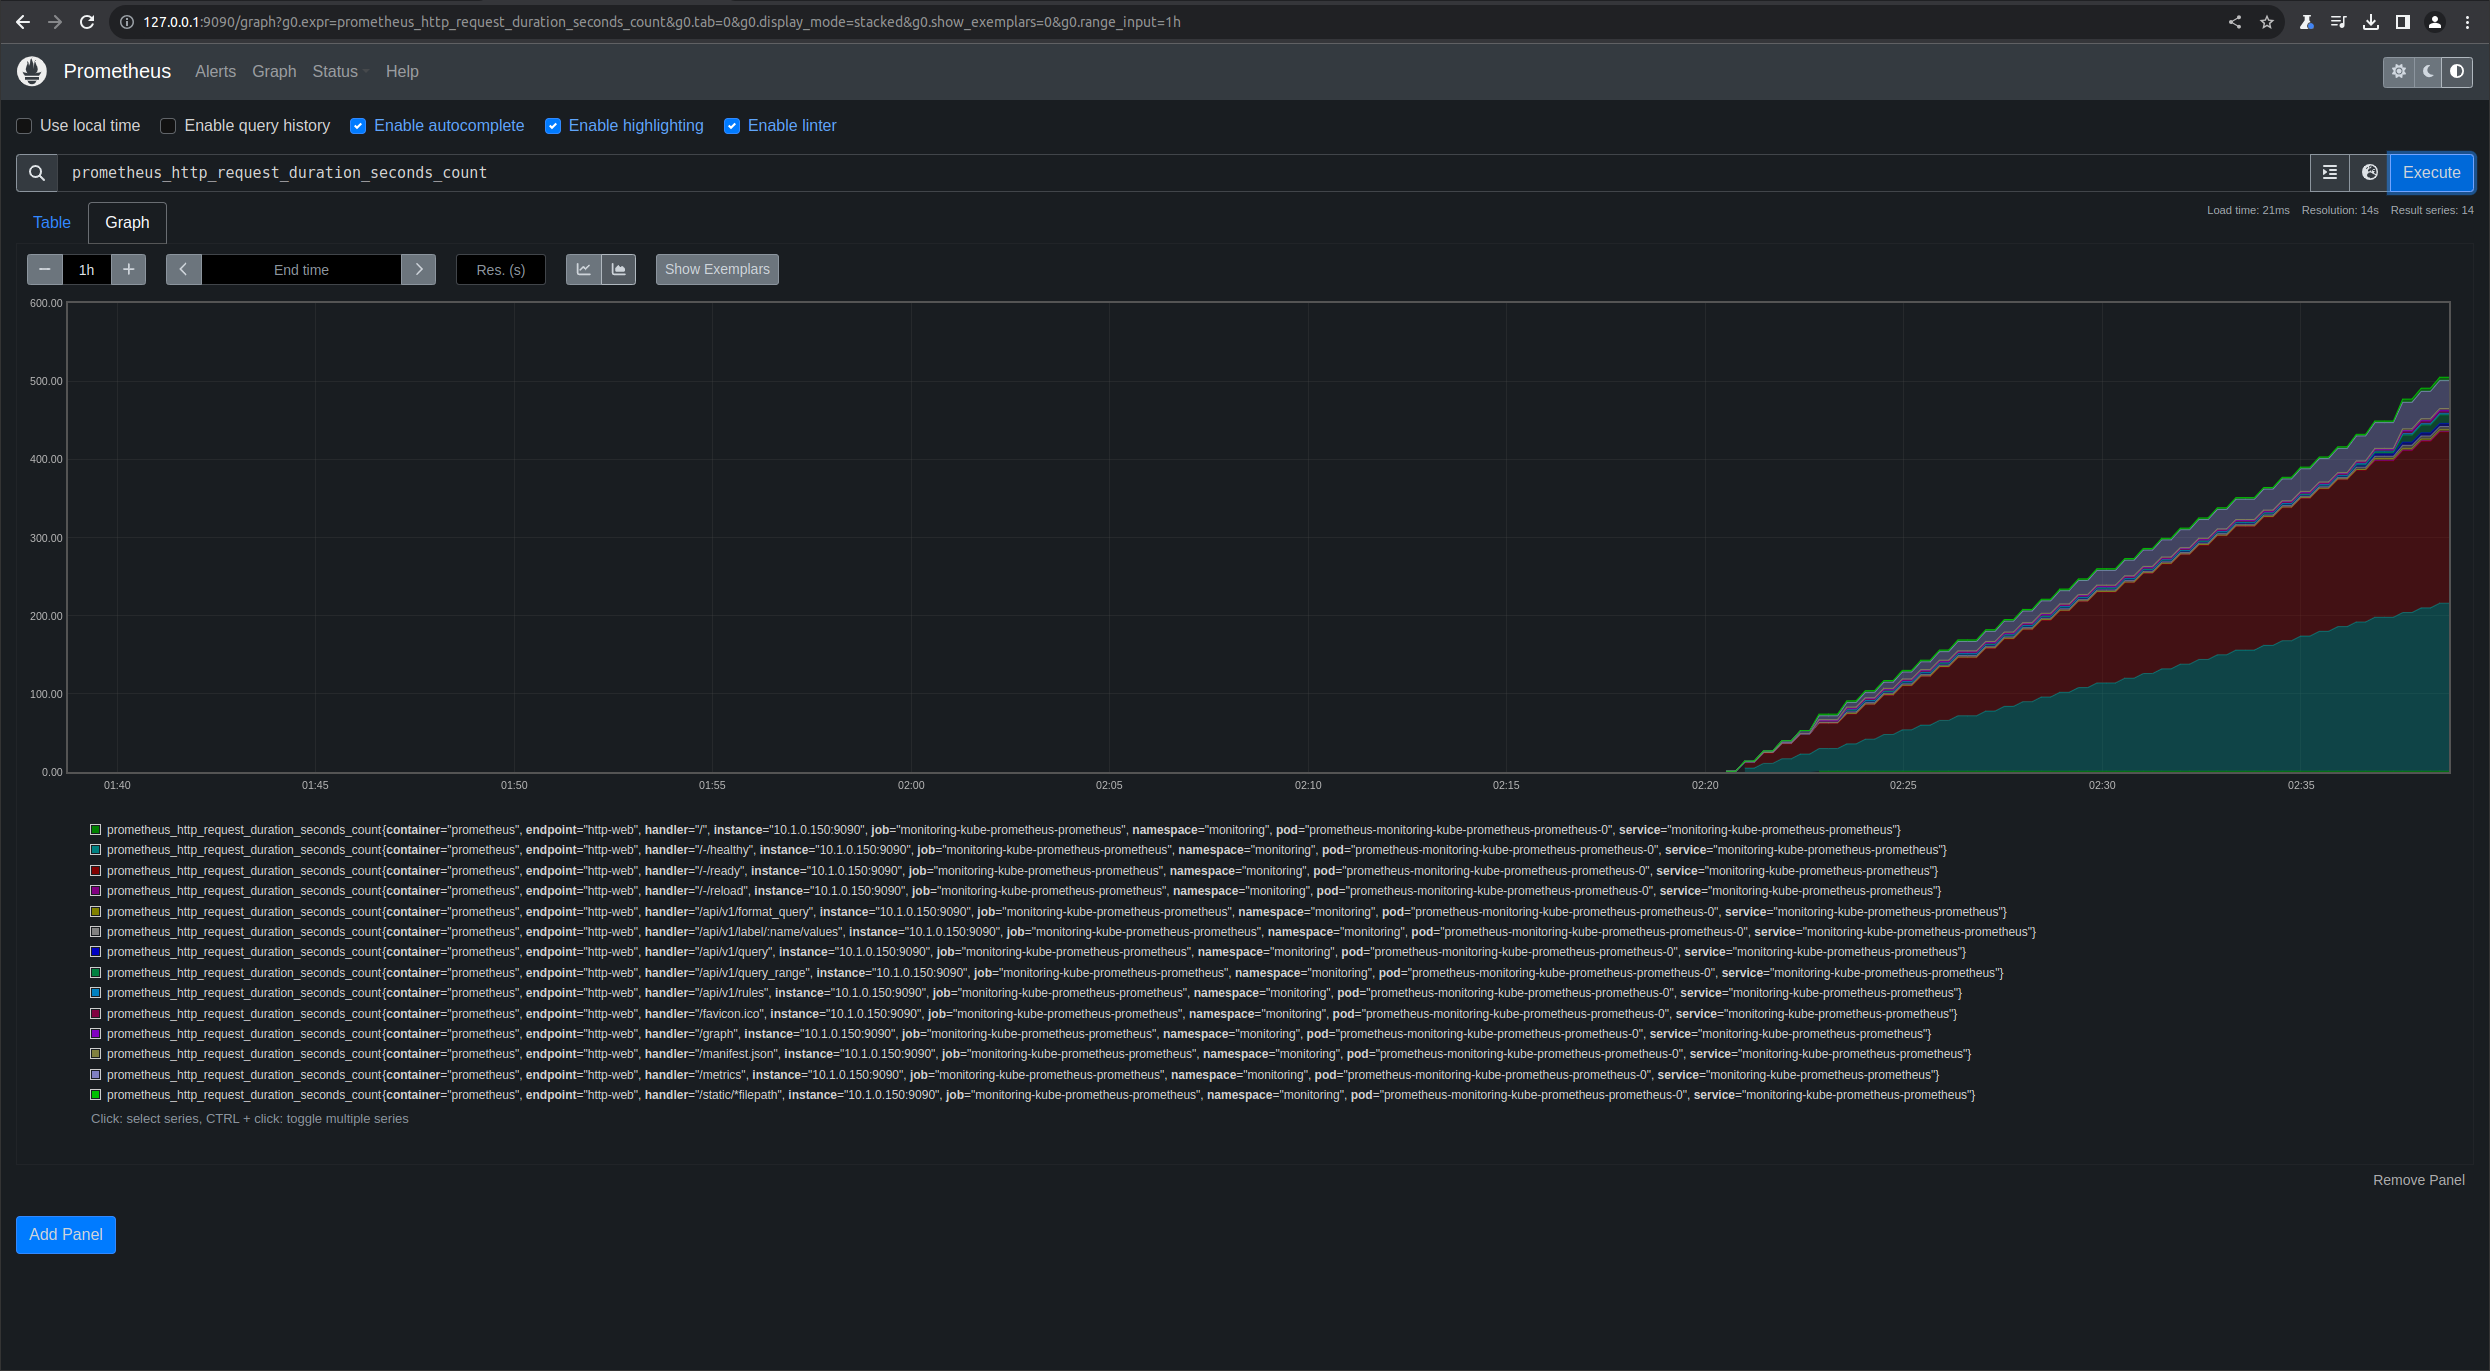 127.0.0.1:9090/graph?g0.expr=prometheus_http_request_duration_seconds_count&g0.tab=0&g0.display_mode=stacked&g0.show_exemplars=0&g0.range_input=1h
Prometheus Alerts Graph Status Help
Use local time Enable query history Enable autocomplete Enable highlighting Enable linter
prometheus_http_request_duration_seconds_count Execute
Table Graph Load time: 21ms Resolution: 14s Result series: 14
1h End time Res. (s) Show Exemplars
600.00
500.00
400.00
300.00
200.00
100.00
0.00
01:40 01:45 01:50 01:55 02:00 02:05 02:10 02:15 02:20 02:25 02:30 02:35
prometheus_http_request_duration_seconds_count{container="prometheus", endpoint="http-web", handler="/", instance="10.1.0.150:9090", job="monitoring-kube-prometheus-prometheus", namespace="monitoring", pod="prometheus-monitoring-kube-prometheus-prometheus-0", service="monitoring-kube-prometheus-prometheus"}
prometheus_http_request_duration_seconds_count{container="prometheus", endpoint="http-web", handler="/-/healthy", instance="10.1.0.150:9090", job="monitoring-kube-prometheus-prometheus", namespace="monitoring", pod="prometheus-monitoring-kube-prometheus-prometheus-0", service="monitoring-kube-prometheus-prometheus"}
prometheus_http_request_duration_seconds_count{container="prometheus", endpoint="http-web", handler="/-/ready", instance="10.1.0.150:9090", job="monitoring-kube-prometheus-prometheus", namespace="monitoring", pod="prometheus-monitoring-kube-prometheus-prometheus-0", service="monitoring-kube-prometheus-prometheus"}
prometheus_http_request_duration_seconds_count{container="prometheus", endpoint="http-web", handler="/-/reload", instance="10.1.0.150:9090", job="monitoring-kube-prometheus-prometheus", namespace="monitoring", pod="prometheus-monitoring-kube-prometheus-prometheus-0", service="monitoring-kube-prometheus-prometheus"}
prometheus_http_request_duration_seconds_count{container="prometheus", endpoint="http-web", handler="/api/v1/format_query", instance="10.1.0.150:9090", job="monitoring-kube-prometheus-prometheus", namespace="monitoring", pod="prometheus-monitoring-kube-prometheus-prometheus-0", service="monitoring-kube-prometheus-prometheus"}
prometheus_http_request_duration_seconds_count{container="prometheus", endpoint="http-web", handler="/api/v1/label/:name/values", instance="10.1.0.150:9090", job="monitoring-kube-prometheus-prometheus", namespace="monitoring", pod="prometheus-monitoring-kube-prometheus-prometheus-0", service="monitoring-kube-prometheus-prometheus"}
prometheus_http_request_duration_seconds_count{container="prometheus", endpoint="http-web", handler="/api/v1/query", instance="10.1.0.150:9090", job="monitoring-kube-prometheus-prometheus", namespace="monitoring", pod="prometheus-monitoring-kube-prometheus-prometheus-0", service="monitoring-kube-prometheus-prometheus"}
prometheus_http_request_duration_seconds_count{container="prometheus", endpoint="http-web", handler="/api/v1/query_range", instance="10.1.0.150:9090", job="monitoring-kube-prometheus-prometheus", namespace="monitoring", pod="prometheus-monitoring-kube-prometheus-prometheus-0", service="monitoring-kube-prometheus-prometheus"}
prometheus_http_request_duration_seconds_count{container="prometheus", endpoint="http-web", handler="/api/v1/rules", instance="10.1.0.150:9090", job="monitoring-kube-prometheus-prometheus", namespace="monitoring", pod="prometheus-monitoring-kube-prometheus-prometheus-0", service="monitoring-kube-prometheus-prometheus"}
prometheus_http_request_duration_seconds_count{container="prometheus", endpoint="http-web", handler="/favicon.ico", instance="10.1.0.150:9090", job="monitoring-kube-prometheus-prometheus", namespace="monitoring", pod="prometheus-monitoring-kube-prometheus-prometheus-0", service="monitoring-kube-prometheus-prometheus"}
prometheus_http_request_duration_seconds_count{container="prometheus", endpoint="http-web", handler="/graph", instance="10.1.0.150:9090", job="monitoring-kube-prometheus-prometheus", namespace="monitoring", pod="prometheus-monitoring-kube-prometheus-prometheus-0", service="monitoring-kube-prometheus-prometheus"}
prometheus_http_request_duration_seconds_count{container="prometheus", endpoint="http-web", handler="/manifest.json", instance="10.1.0.150:9090", job="monitoring-kube-prometheus-prometheus", namespace="monitoring", pod="prometheus-monitoring-kube-prometheus-prometheus-0", service="monitoring-kube-prometheus-prometheus"}
prometheus_http_request_duration_seconds_count{container="prometheus", endpoint="http-web", handler="/metrics", instance="10.1.0.150:9090", job="monitoring-kube-prometheus-prometheus", namespace="monitoring", pod="prometheus-monitoring-kube-prometheus-prometheus-0", service="monitoring-kube-prometheus-prometheus"}
prometheus_http_request_duration_seconds_count{container="prometheus", endpoint="http-web", handler="/static/*filepath", instance="10.1.0.150:9090", job="monitoring-kube-prometheus-prometheus", namespace="monitoring", pod="prometheus-monitoring-kube-prometheus-prometheus-0", service="monitoring-kube-prometheus-prometheus"}
Click: select series, CTRL + click: toggle multiple series
Remove Panel
Add Panel